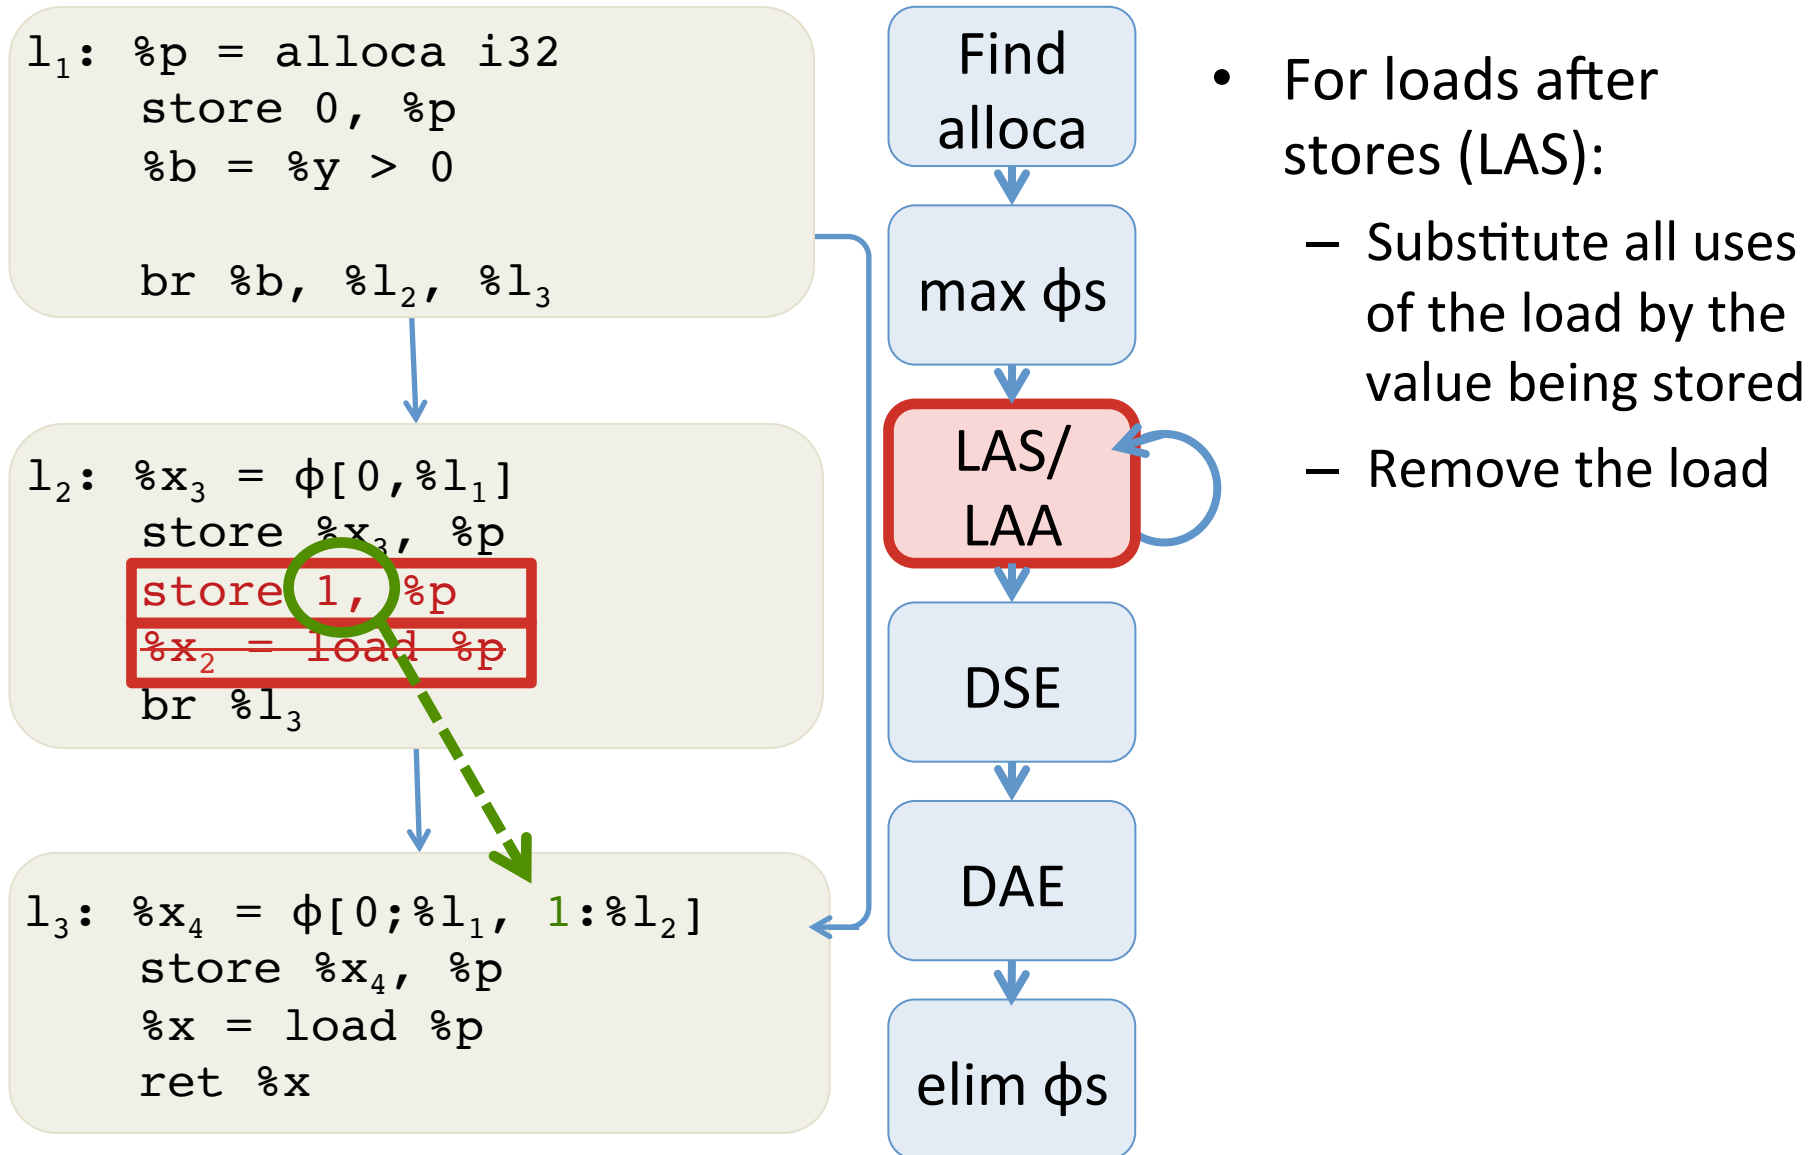 l₁: %p = alloca i32
store 0, %p
%b = %y > 0
br %b, %l₂, %l₃
l₂: %x₃ = ϕ[0,%l₁]
store %x₃, %p
store 1, %p
%x₂ = load %p
br %l₃
l₃: %x₄ = ϕ[0;%l₁, 1:%l₂]
store %x₄, %p
%x = load %p
ret %x
Find
alloca
max ϕs
LAS/
LAA
DSE
DAE
elim ϕs
• For loads after
stores (LAS):
– Substitute all uses
of the load by the
value being stored
– Remove the load